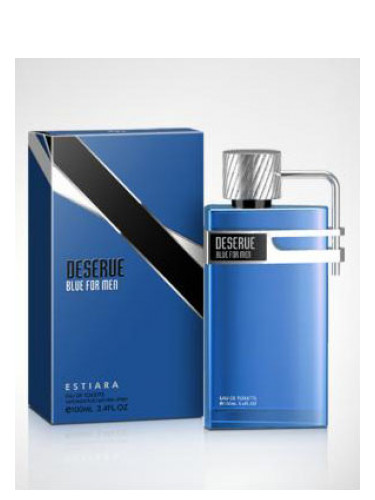 DESERVE
BLUE FOR MEN
ESTIARA
EAU DE TOILETTE
℮100ML 3.4FL.OZ
DESERVE
BLUE FOR MEN
EAU DE TOILETTE